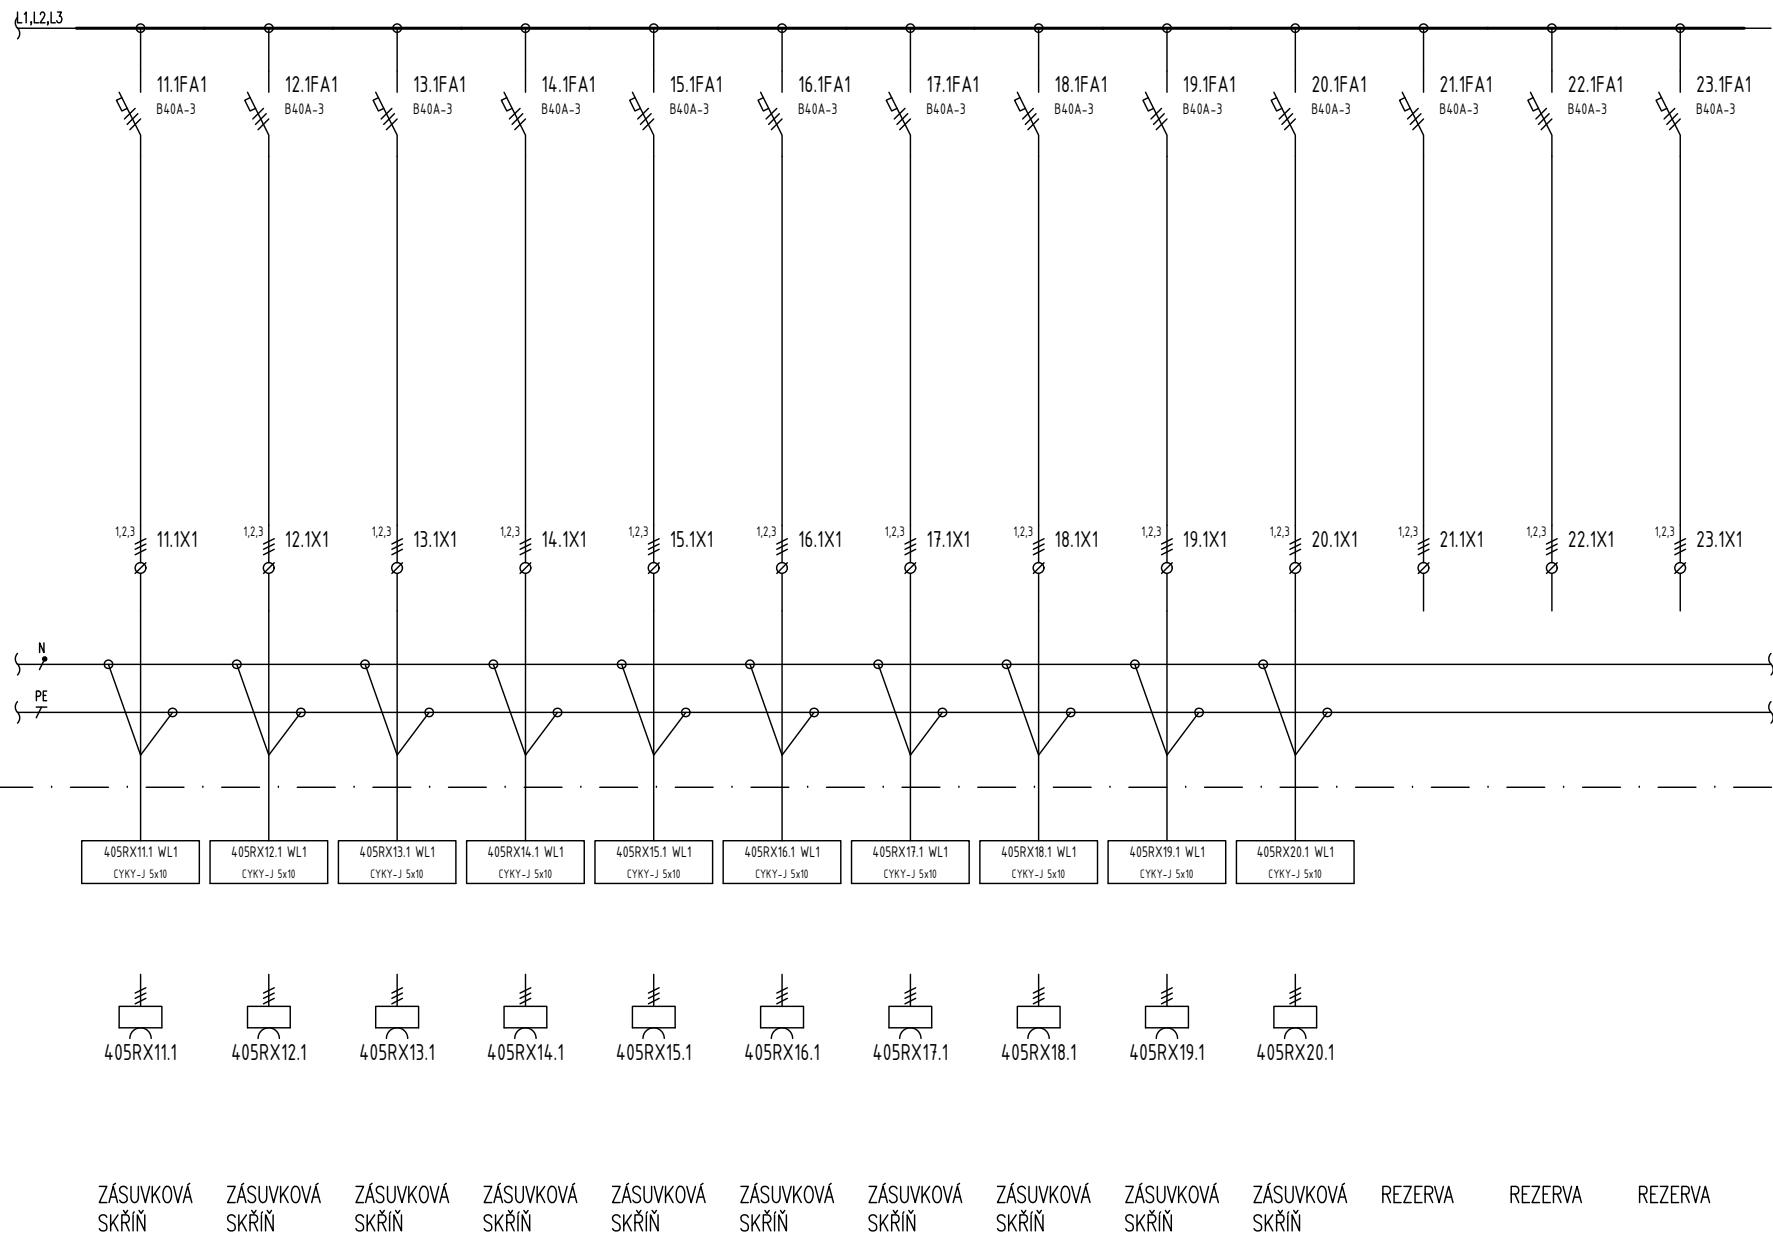 L1,L2,L3
11.1FA1 12.1FA1 13.1FA1 14.1FA1 15.1FA1 16.1FA1 17.1FA1 18.1FA1 19.1FA1 20.1FA1 21.1FA1 22.1FA1 23.1FA1
B40A-3 B40A-3 B40A-3 B40A-3 B40A-3 B40A-3 B40A-3 B40A-3 B40A-3 B40A-3 B40A-3 B40A-3 B40A-3
1,2,3 11.1X1 1,2,3 12.1X1 1,2,3 13.1X1 1,2,3 14.1X1 1,2,3 15.1X1 1,2,3 16.1X1 1,2,3 17.1X1 1,2,3 18.1X1 1,2,3 19.1X1 1,2,3 20.1X1 1,2,3 21.1X1 1,2,3 22.1X1 1,2,3 23.1X1
N
PE
405RX11.1 WL1 405RX12.1 WL1 405RX13.1 WL1 405RX14.1 WL1 405RX15.1 WL1 405RX16.1 WL1 405RX17.1 WL1 405RX18.1 WL1 405RX19.1 WL1 405RX20.1 WL1
CYKY-J 5x10 CYKY-J 5x10 CYKY-J 5x10 CYKY-J 5x10 CYKY-J 5x10 CYKY-J 5x10 CYKY-J 5x10 CYKY-J 5x10 CYKY-J 5x10 CYKY-J 5x10
405RX11.1 405RX12.1 405RX13.1 405RX14.1 405RX15.1 405RX16.1 405RX17.1 405RX18.1 405RX19.1 405RX20.1
ZÁSUVKOVÁ ZÁSUVKOVÁ ZÁSUVKOVÁ ZÁSUVKOVÁ ZÁSUVKOVÁ ZÁSUVKOVÁ ZÁSUVKOVÁ ZÁSUVKOVÁ ZÁSUVKOVÁ ZÁSUVKOVÁ REZERVA REZERVA REZERVA
SKŘÍŇ SKŘÍŇ SKŘÍŇ SKŘÍŇ SKŘÍŇ SKŘÍŇ SKŘÍŇ SKŘÍŇ SKŘÍŇ SKŘÍŇ